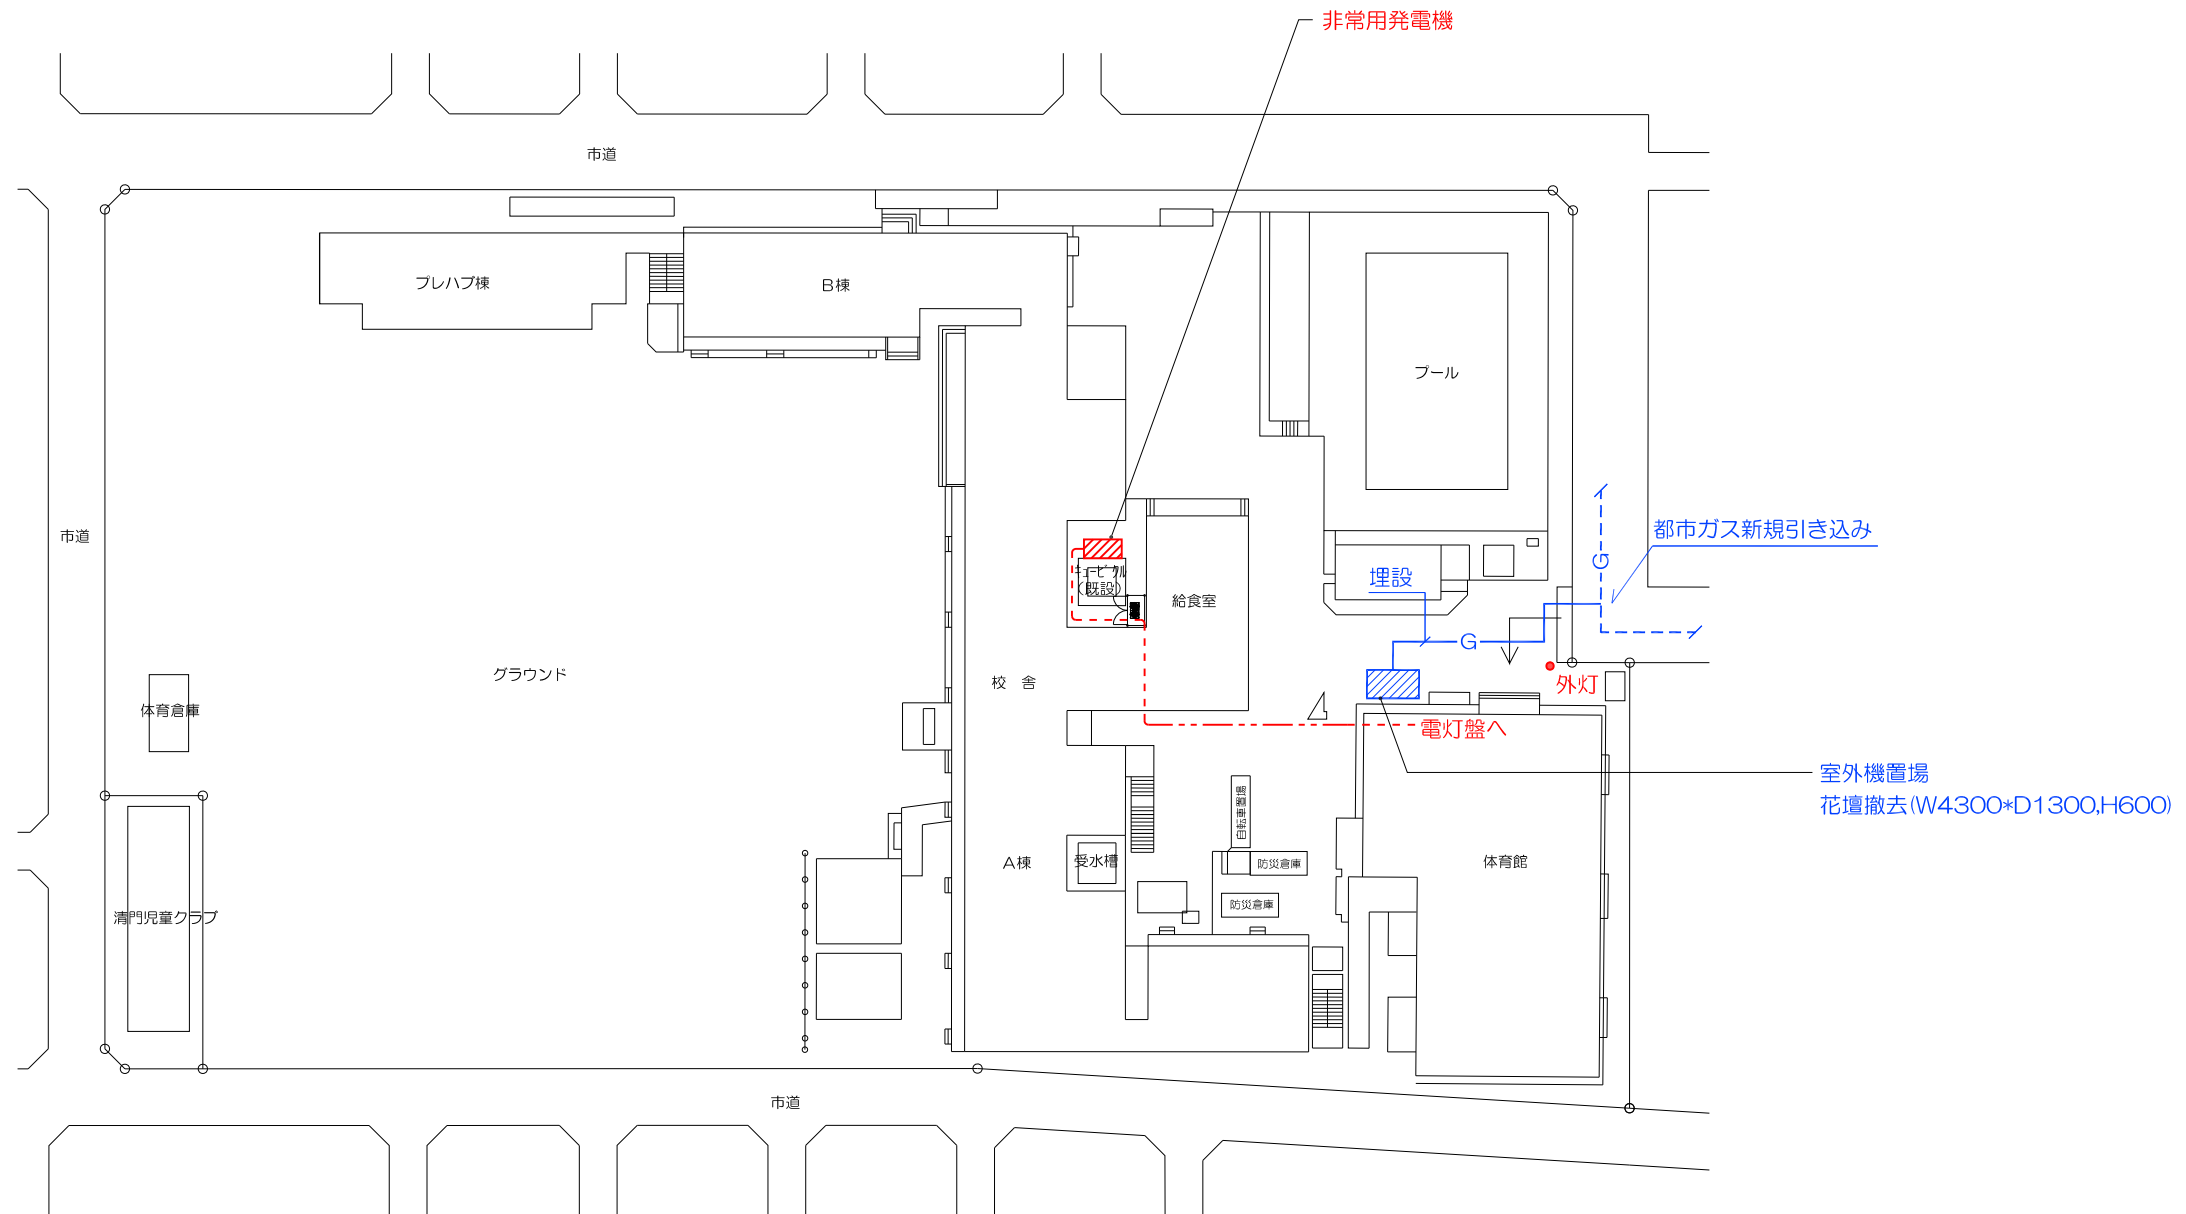 非常用発電機
市道
プレハブ棟
B棟
プール
市道
都市ガス新規引き込み
G
キュービクル
(既設)
埋設
給食室
G
グラウンド
校 舎
外灯
体育倉庫
電灯盤へ
室外機置場
花壇撤去(W4300*D1300,H600)
自転車置場
A棟
受水槽
防災倉庫
体育館
防災倉庫
清門児童クラブ
市道